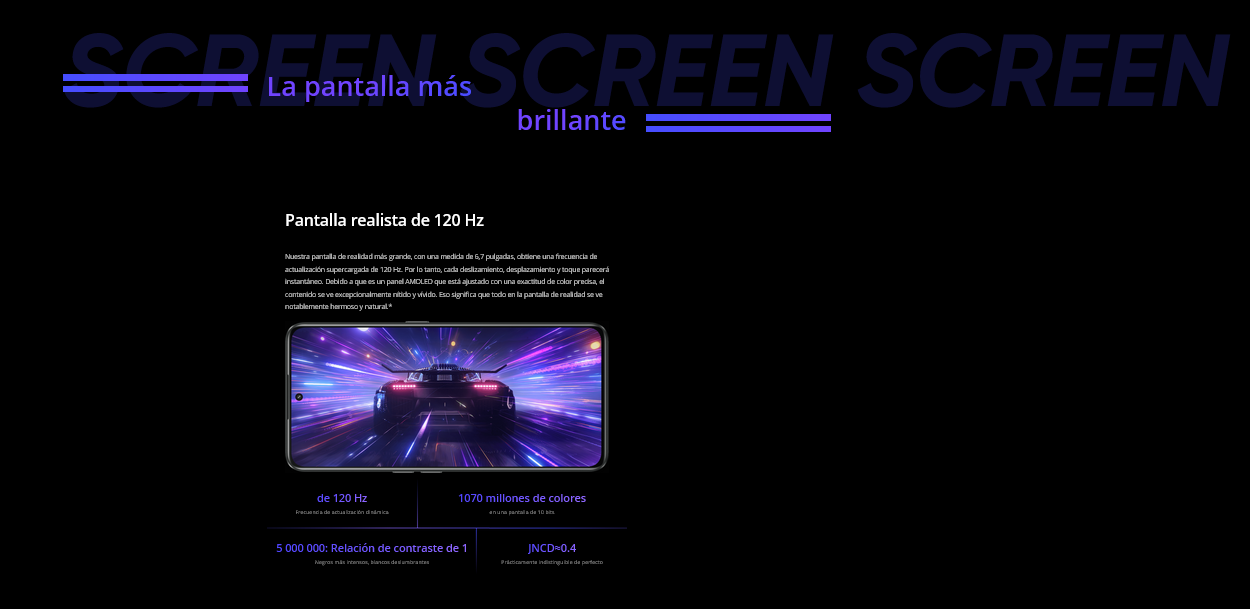 SCREEN SCREEN SCREEN
La pantalla más
brillante
Pantalla realista de 120 Hz
Nuestra pantalla de realidad más grande, con una medida de 6,7 pulgadas, obtiene una frecuencia de
actualización supercargada de 120 Hz. Por lo tanto, cada deslizamiento, desplazamiento y toque parecerá
instantáneo. Debido a que es un panel AMOLED que está ajustado con una exactitud de color precisa, el
contenido se ve excepcionalmente nítido y vívido. Eso significa que todo en la pantalla de realidad se ve
notablemente hermoso y natural.*
de 120 Hz
Frecuencia de actualización dinámica
1070 millones de colores
en una pantalla de 10 bits
5 000 000: Relación de contraste de 1
Negros más intensos, blancos deslumbrantes
JNCD≈0.4
Prácticamente indistinguible de perfecto